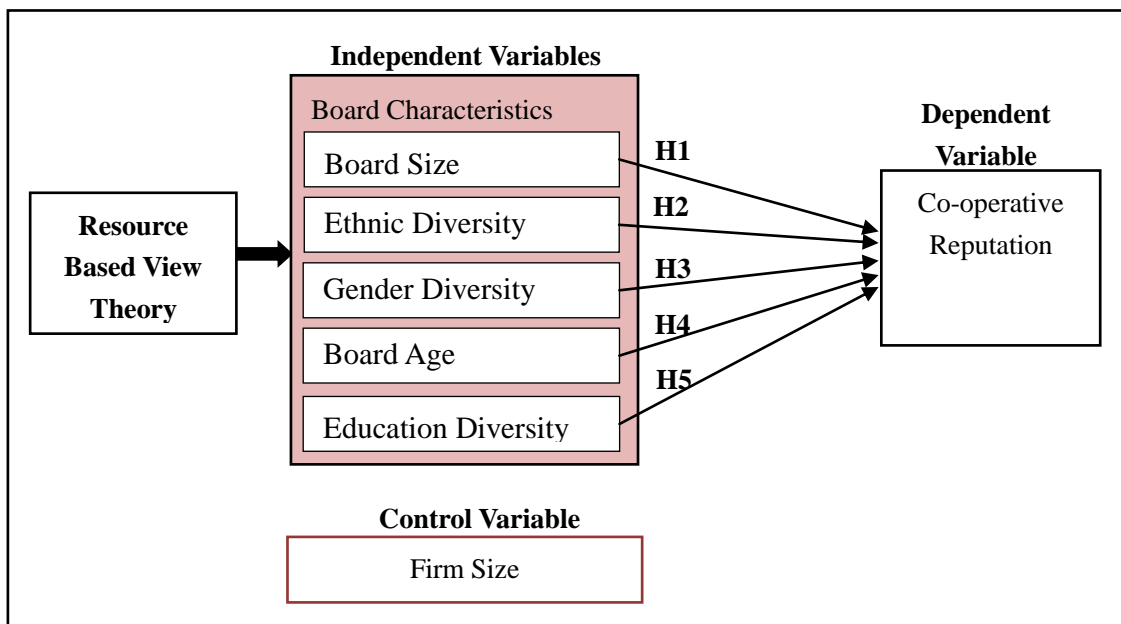 Independent Variables
Board Characteristics
Board Size
Ethnic Diversity
Gender Diversity
Board Age
Education Diversity
Resource
Based View
Theory
H1
H2
H3
H4
H5
Dependent
Variable
Co-operative
Reputation
Control Variable
Firm Size